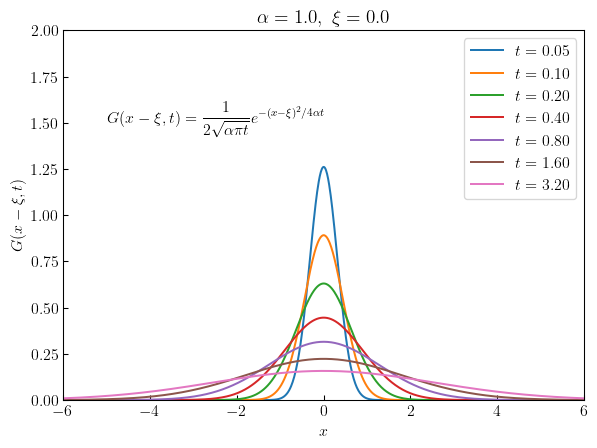 α = 1.0, ξ = 0.0
2.00
1.75
1.50
1.25
1.00
0.75
0.50
0.25
0.00
G(x − ξ, t)
G(x − ξ, t) = 1/(2√(απt)) e^{−(x−ξ)²/4αt}
t = 0.05
t = 0.10
t = 0.20
t = 0.40
t = 0.80
t = 1.60
t = 3.20
−6 −4 −2 0 2 4 6
x